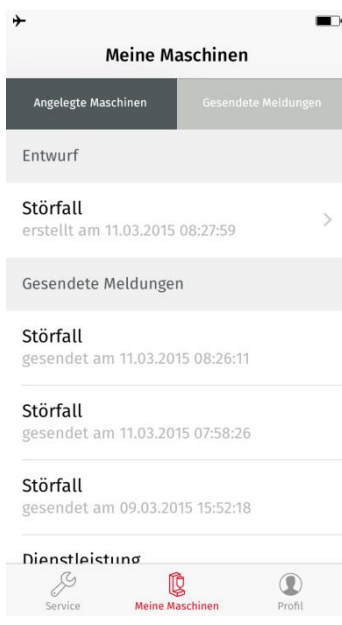 Meine Maschinen
Angelegte Maschinen
Gesendete Meldungen
Entwurf
Störfall
erstellt am 11.03.2015 08:27:59
Gesendete Meldungen
Störfall
gesendet am 11.03.2015 08:26:11
Störfall
gesendet am 11.03.2015 07:58:26
Störfall
gesendet am 09.03.2015 15:52:18
Dienstleistung
Service
Meine Maschinen
Profil